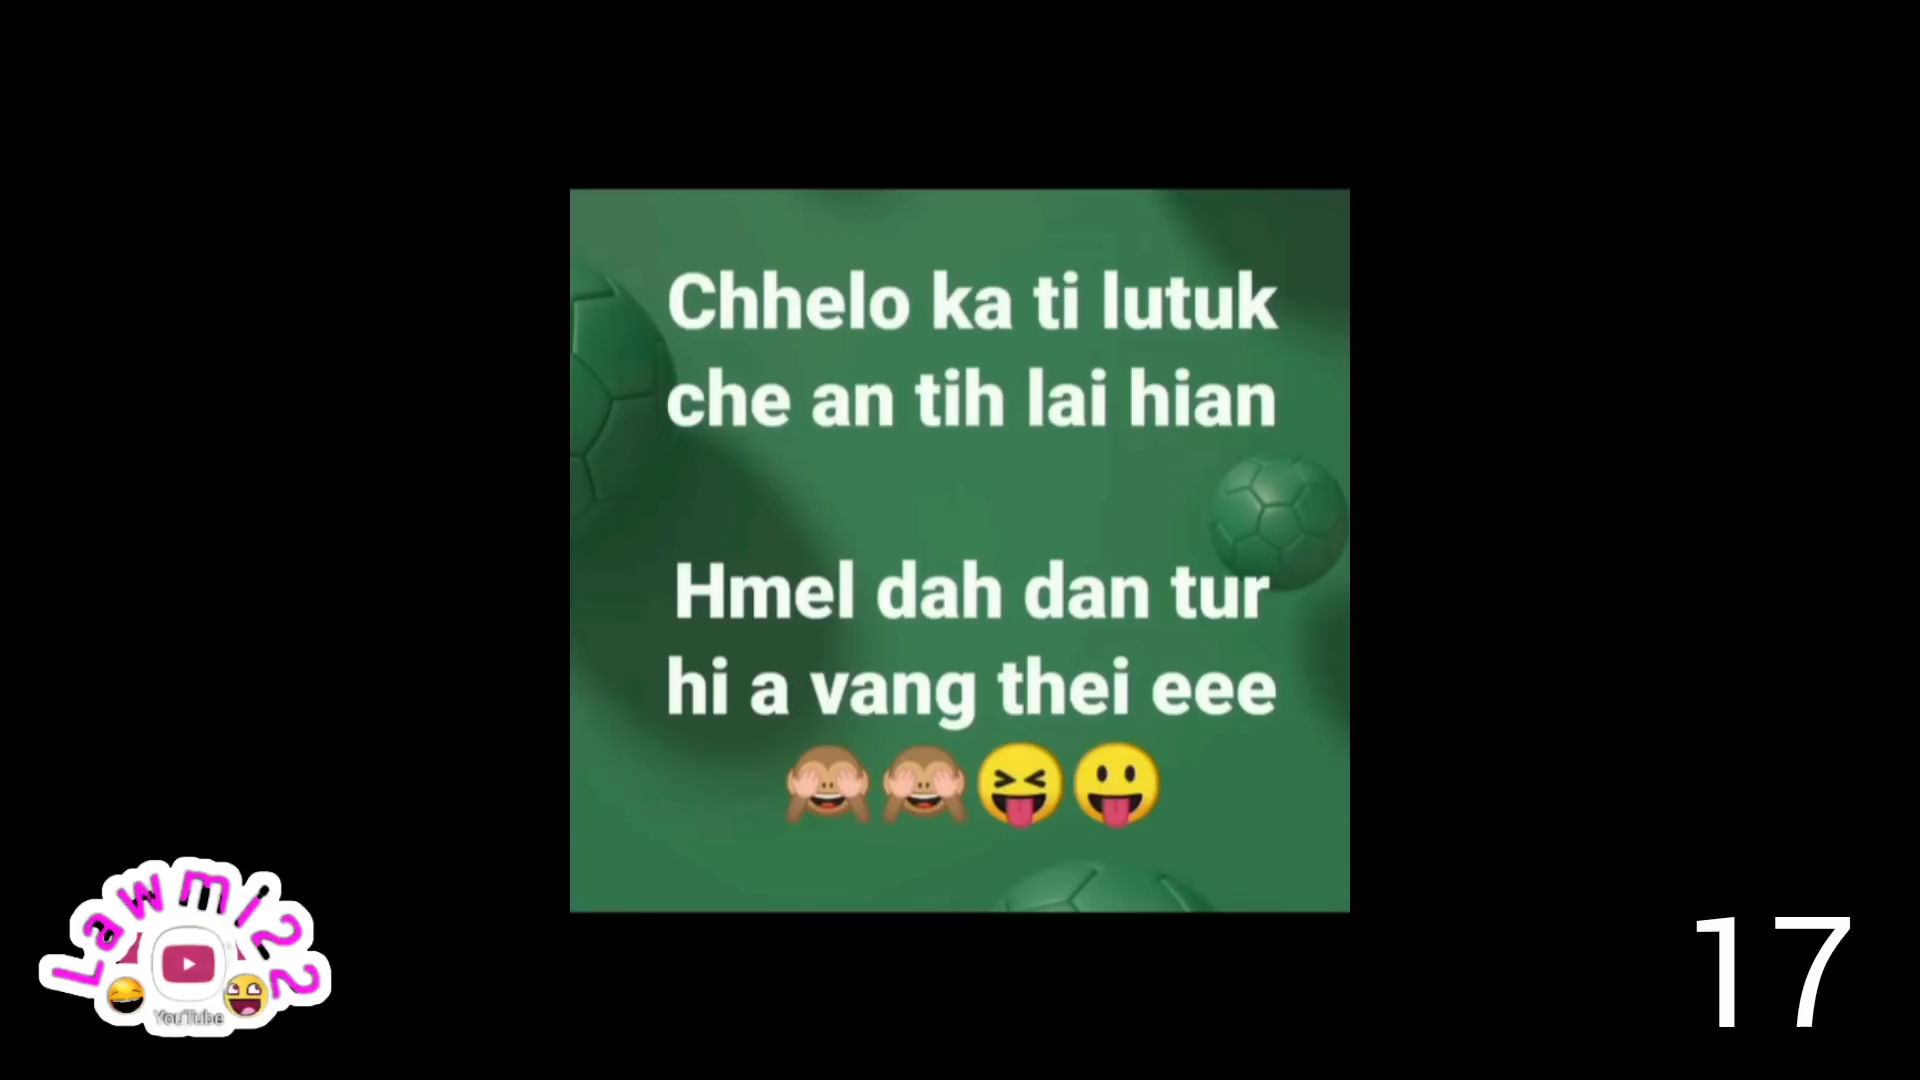 Chhelo ka ti lutuk
che an tih lai hian
Hmel dah dan tur
hi a vang thei eee
🙈🙈😝😛
Lawmi22
YouTube
17